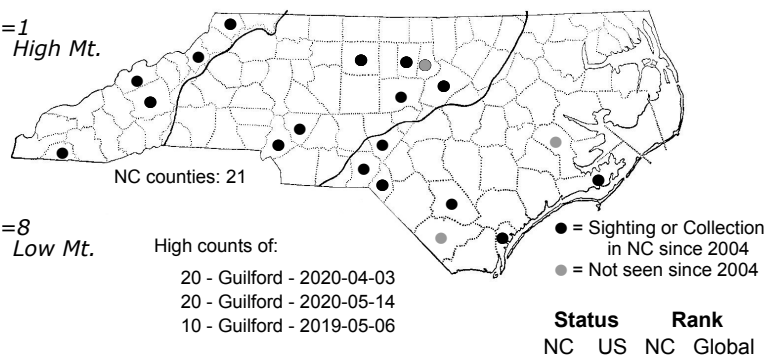 =1
High Mt.
NC counties: 21
=8
Low Mt.
High counts of:
20 - Guilford - 2020-04-03
20 - Guilford - 2020-05-14
10 - Guilford - 2019-05-06
● = Sighting or Collection
in NC since 2004
● = Not seen since 2004
Status Rank
NC US NC Global